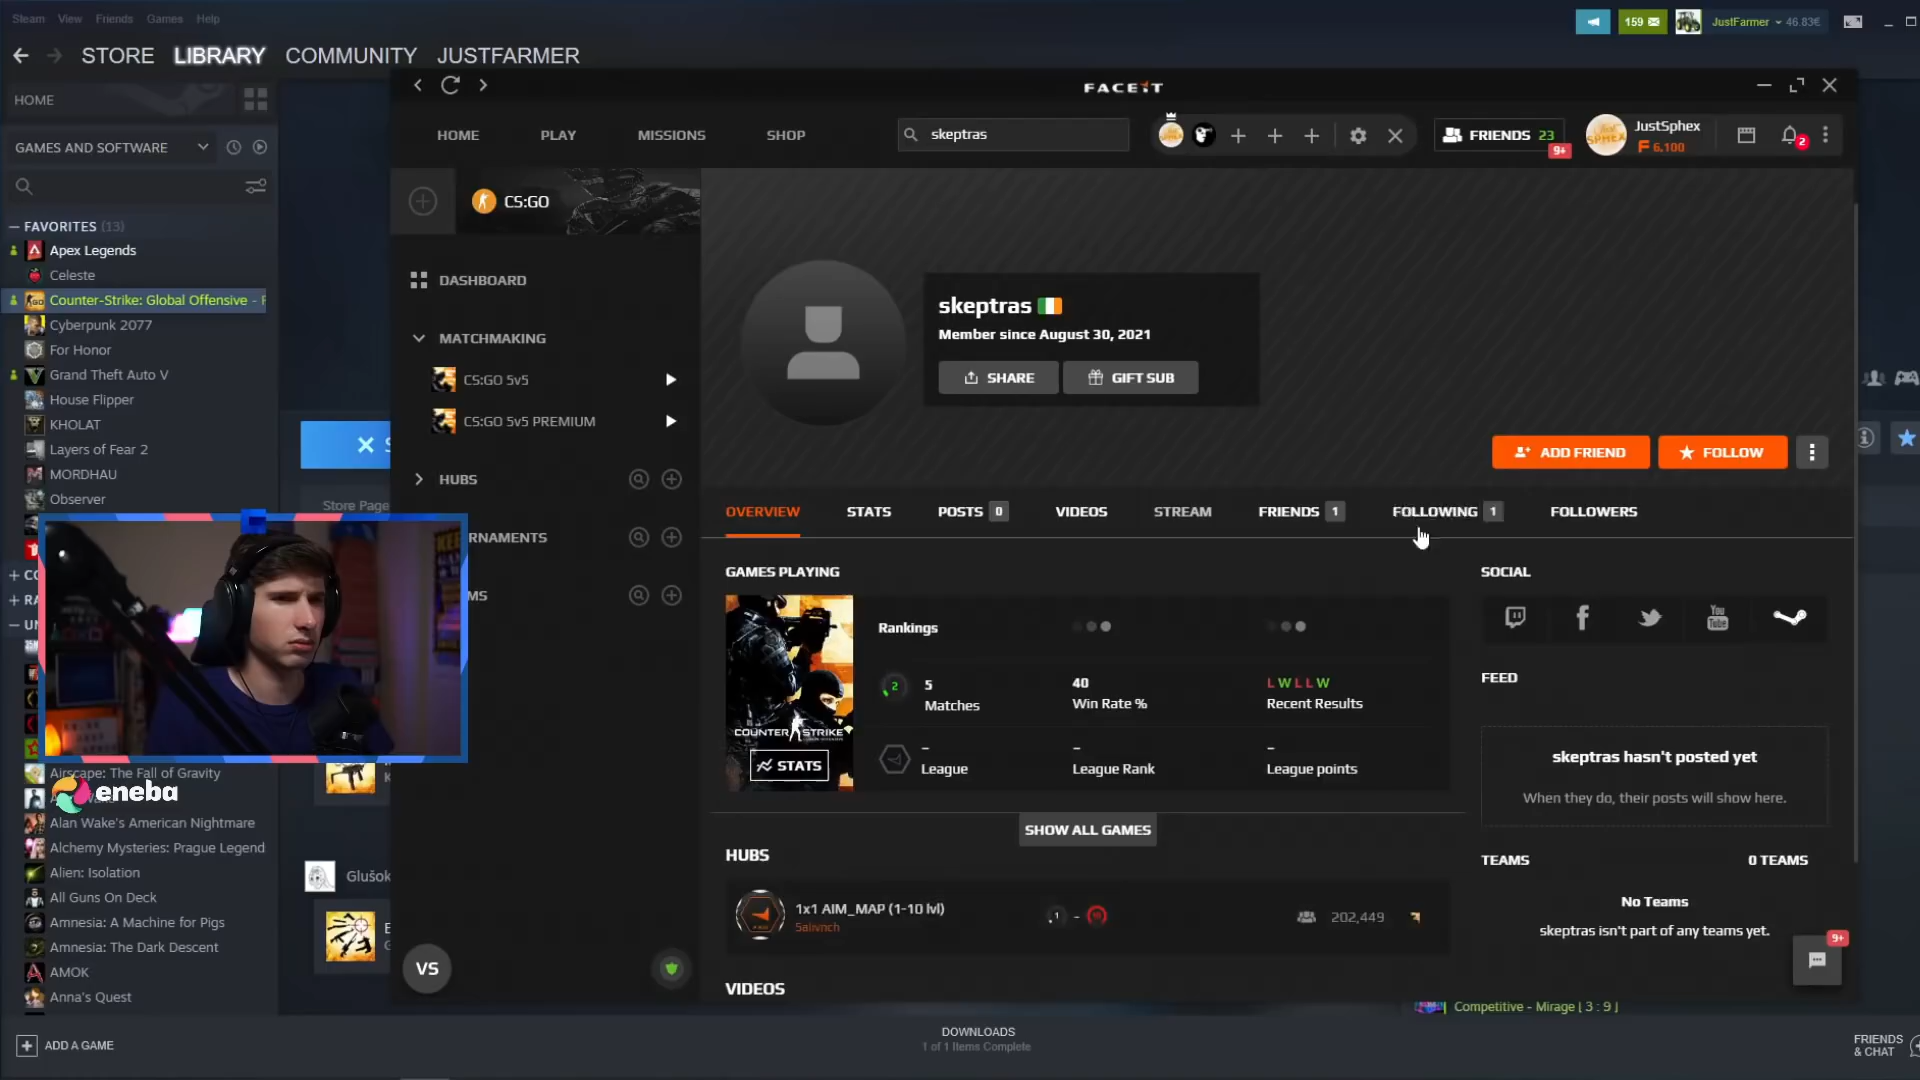 Steam View Friends Games Help
159
JustFarmer 46.83€
STORE LIBRARY COMMUNITY JUSTFARMER
HOME
GAMES AND SOFTWARE
FAVORITES (13)
Apex Legends
Celeste
Counter-Strike: Global Offensive -
Cyberpunk 2077
For Honor
Grand Theft Auto V
House Flipper
KHOLAT
Layers of Fear 2
MORDHAU
Observer
eneba
Airscape: The Fall of Gravity
Alan Wake's American Nightmare
Alchemy Mysteries: Prague Legend
Alien: Isolation
All Guns On Deck
Amnesia: A Machine for Pigs
Amnesia: The Dark Descent
AMOK
Anna's Quest
ADD A GAME
Store Page
Glušok
FACEIT
HOME PLAY MISSIONS SHOP
skeptras
FRIENDS 23
9+
JustSphex
6,100
2
CS:GO
DASHBOARD
MATCHMAKING
CS:GO 5v5
CS:GO 5v5 PREMIUM
HUBS
RNAMENTS
MS
VS
skeptras
Member since August 30, 2021
SHARE GIFT SUB
ADD FRIEND FOLLOW
OVERVIEW STATS POSTS 0 VIDEOS STREAM FRIENDS 1 FOLLOWING 1 FOLLOWERS
GAMES PLAYING
COUNTER STRIKE
STATS
Rankings
2
5
Matches
40
Win Rate %
L W L L W
Recent Results
–
League
–
League Rank
–
League points
SHOW ALL GAMES
HUBS
1x1 AIM_MAP (1-10 lvl)
5alivnch
1 -
202,449
VIDEOS
SOCIAL
You
Tube
FEED
skeptras hasn't posted yet
When they do, their posts will show here.
TEAMS 0 TEAMS
No Teams
skeptras isn't part of any teams yet.
9+
Competitive - Mirage [ 3 : 9 ]
DOWNLOADS
1 of 1 Items Complete
FRIENDS
& CHAT